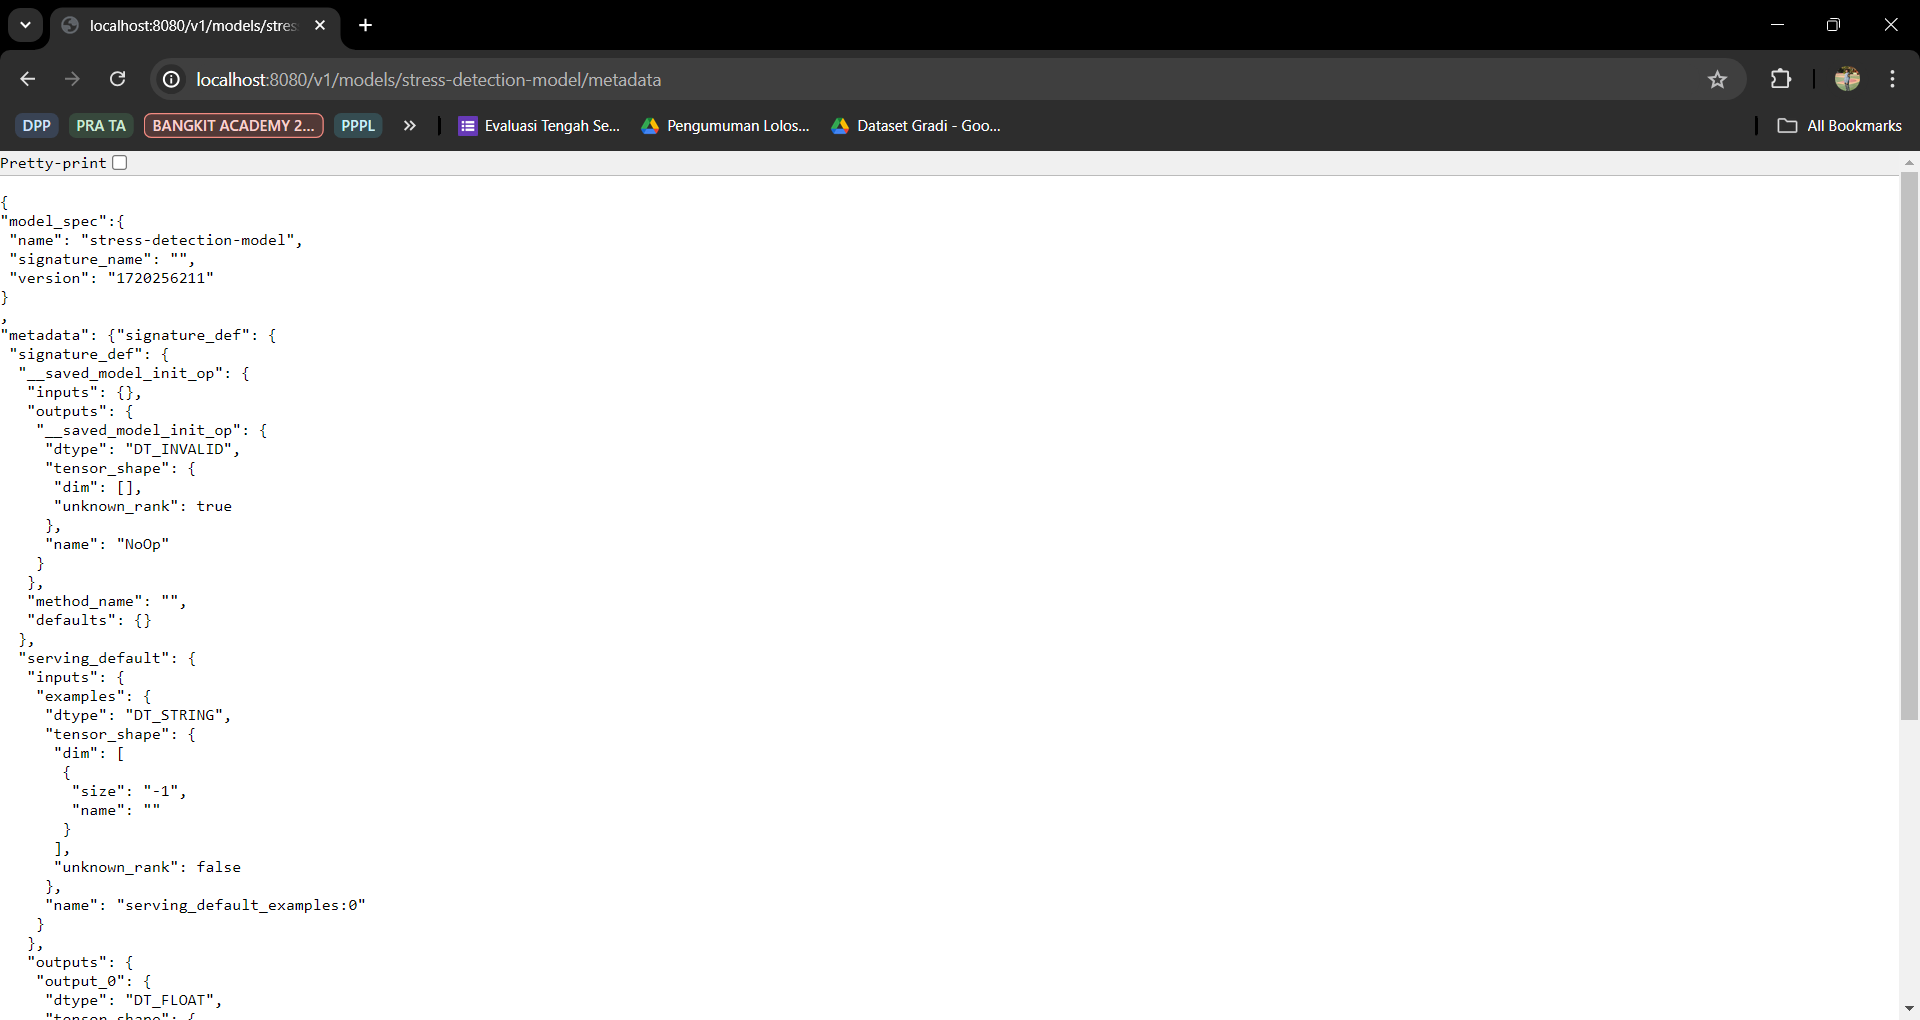 localhost:8080/v1/models/stres
localhost:8080/v1/models/stress-detection-model/metadata
DPP
PRA TA
BANGKIT ACADEMY 2...
PPPL
»
Evaluasi Tengah Se...
Pengumuman Lolos...
Dataset Gradi - Goo...
All Bookmarks
Pretty-print
{
"model_spec":{
"name": "stress-detection-model",
"signature_name": "",
"version": "1720256211"
}
,
"metadata": {"signature_def": {
"signature_def": {
"__saved_model_init_op": {
"inputs": {},
"outputs": {
"__saved_model_init_op": {
"dtype": "DT_INVALID",
"tensor_shape": {
"dim": [],
"unknown_rank": true
},
"name": "NoOp"
}
},
"method_name": "",
"defaults": {}
},
"serving_default": {
"inputs": {
"examples": {
"dtype": "DT_STRING",
"tensor_shape": {
"dim": [
{
"size": "-1",
"name": ""
}
],
"unknown_rank": false
},
"name": "serving_default_examples:0"
}
},
"outputs": {
"output_0": {
"dtype": "DT_FLOAT",
"tensor_shape": {